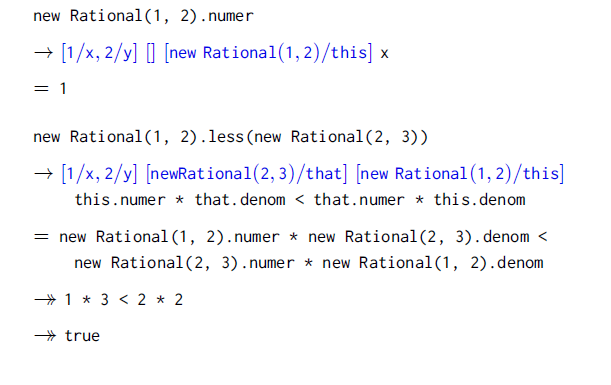 new Rational(1, 2).numer
→ [1/x, 2/y] [] [new Rational(1, 2)/this] x
= 1
new Rational(1, 2).less(new Rational(2, 3))
→ [1/x, 2/y] [newRational(2, 3)/that] [new Rational(1, 2)/this]
this.numer * that.denom < that.numer * this.denom
= new Rational(1, 2).numer * new Rational(2, 3).denom <
new Rational(2, 3).numer * new Rational(1, 2).denom
↠ 1 * 3 < 2 * 2
↠ true